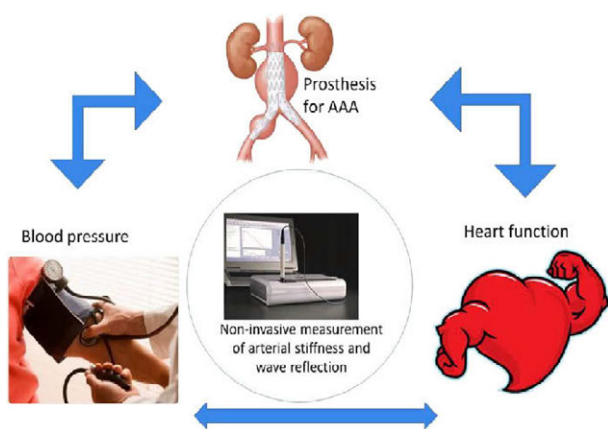 Prosthesis
for AAA
Blood pressure
Heart function
Non-invasive measurement
of arterial stiffness and
wave reflection